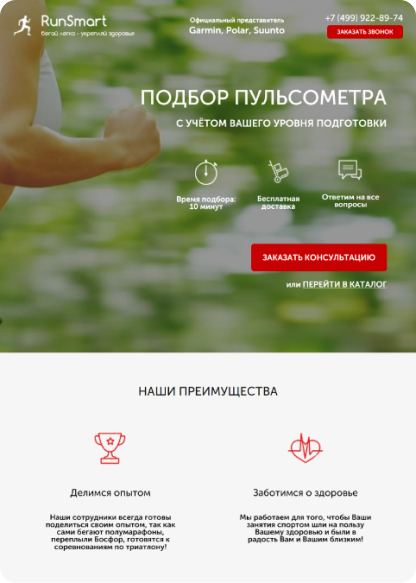 RunSmart
бегай легко - укрепляй здоровье
Официальный представитель
Garmin, Polar, Suunto
+7 (499) 922-89-74
ЗАКАЗАТЬ ЗВОНОК
ПОДБОР ПУЛЬСОМЕТРА
С УЧЁТОМ ВАШЕГО УРОВНЯ ПОДГОТОВКИ
Время подбора:
10 минут
Бесплатная
доставка
Ответим на все
вопросы
ЗАКАЗАТЬ КОНСУЛЬТАЦИЮ
или ПЕРЕЙТИ В КАТАЛОГ
НАШИ ПРЕИМУЩЕСТВА
Делимся опытом
Наши сотрудники всегда готовы
поделиться своим опытом, так как
сами бегают полумарафоны,
переплыли Босфор, готовятся к
соревнованиям по триатлону!
Заботимся о здоровье
Мы работаем для того, чтобы Ваши
занятия спортом шли на пользу
Вашему здоровью и были в
радость Вам и Вашим близким!